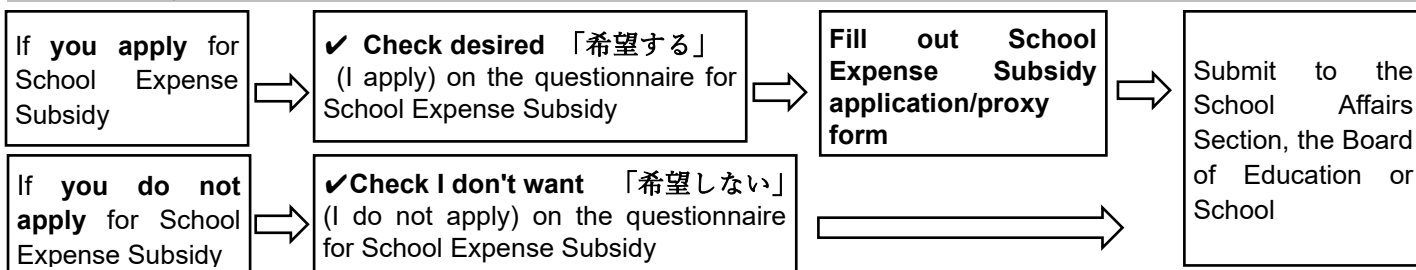 If you apply for
School Expense
Subsidy
✔ Check desired 「希望する」
(I apply) on the questionnaire for
School Expense Subsidy
Fill out School
Expense Subsidy
application/proxy
form
Submit to the
School Affairs
Section, the Board
of Education or
School
If you do not
apply for School
Expense Subsidy
✔Check I don't want 「希望しない」
(I do not apply) on the questionnaire
for School Expense Subsidy